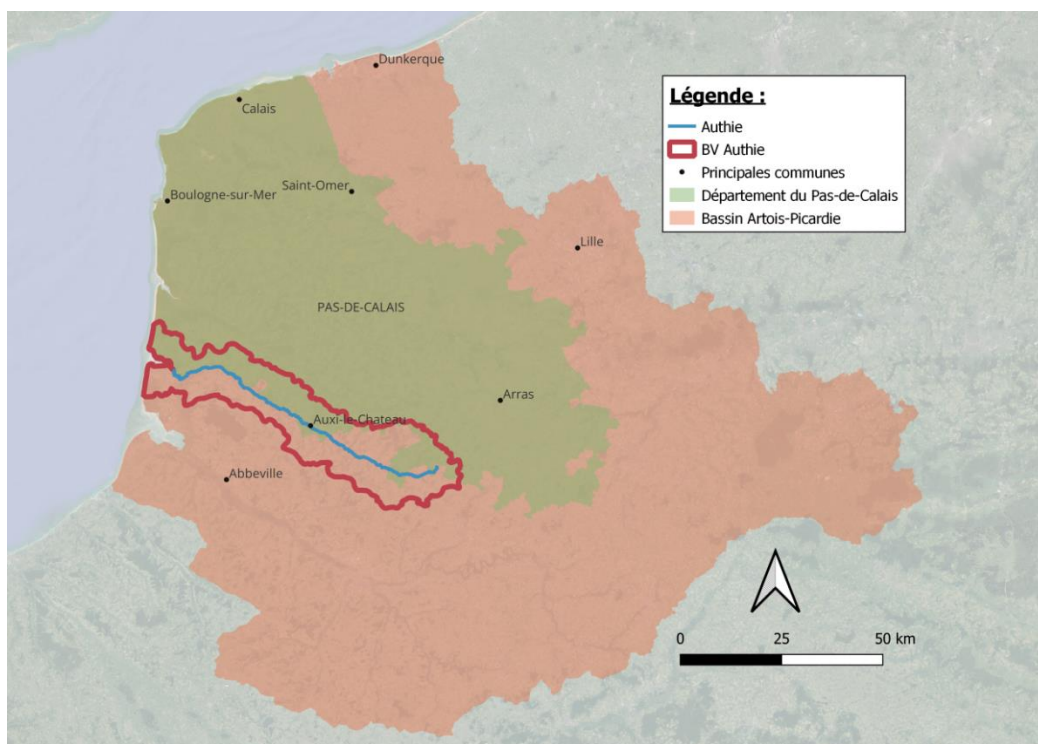 Dunkerque
Calais
Saint-Omer
Boulogne-sur-Mer
Lille
PAS-DE-CALAIS
Arras
Auxi-le-Chateau
Abbeville
Légende :
Authie
BV Authie
Principales communes
Département du Pas-de-Calais
Bassin Artois-Picardie
0 25 50 km